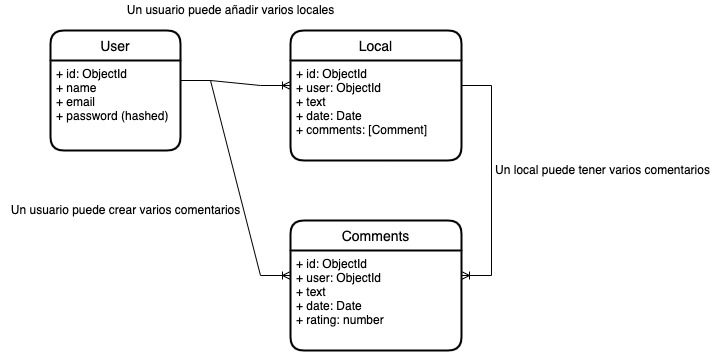 Un usuario puede añadir varios locales
User
+ id: ObjectId
+ name
+ email
+ password (hashed)
Local
+ id: ObjectId
+ user: ObjectId
+ text
+ date: Date
+ comments: [Comment]
Un local puede tener varios comentarios
Un usuario puede crear varios comentarios
Comments
+ id: ObjectId
+ user: ObjectId
+ text
+ date: Date
+ rating: number